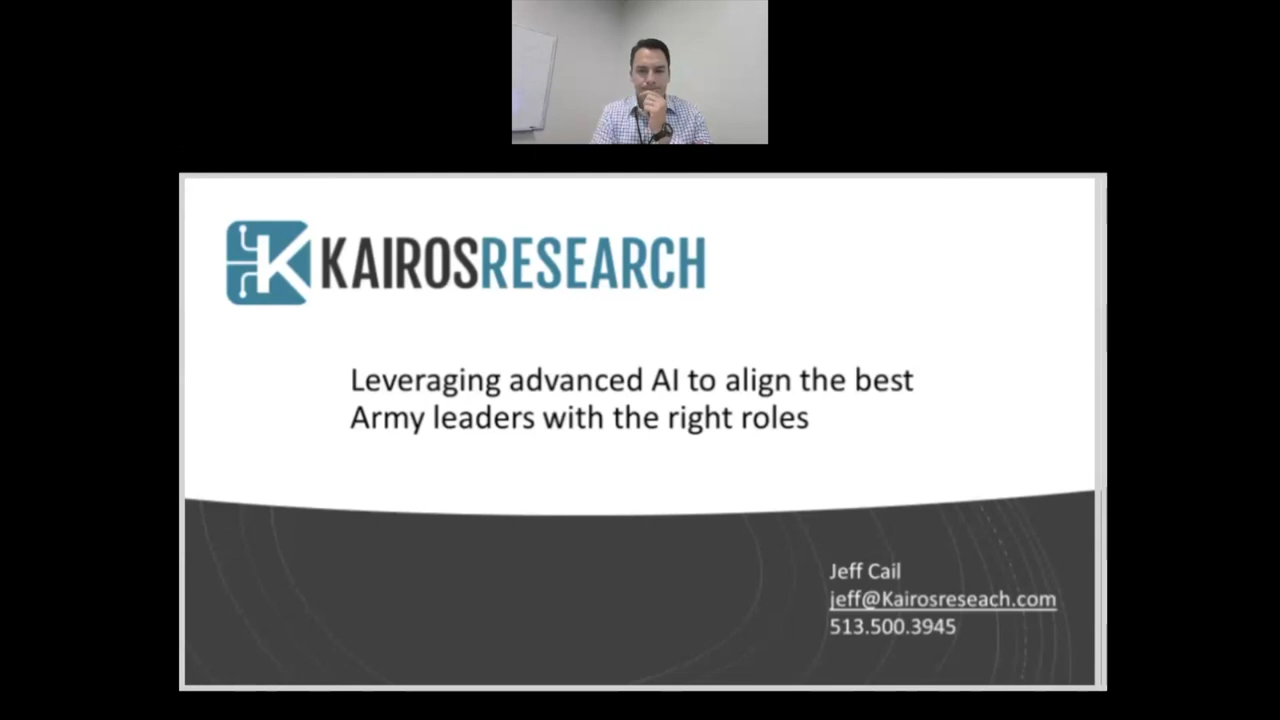 KAIROSRESEARCH
Leveraging advanced AI to align the best
Army leaders with the right roles
Jeff Cail
jeff@Kairosreseach.com
513.500.3945